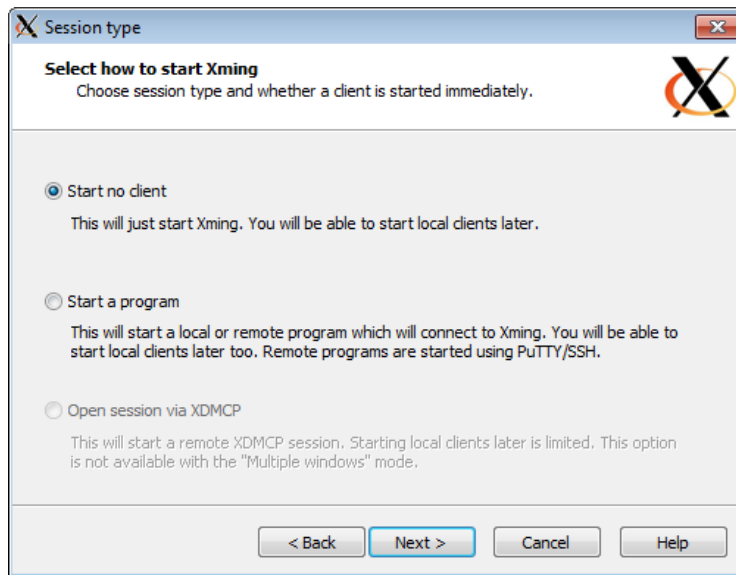 Session type
Select how to start Xming
Choose session type and whether a client is started immediately.
Start no client
This will just start Xming. You will be able to start local clients later.
Start a program
This will start a local or remote program which will connect to Xming. You will be able to
start local clients later too. Remote programs are started using PuTTY/SSH.
Open session via XDMCP
This will start a remote XDMCP session. Starting local clients later is limited. This option
is not available with the "Multiple windows" mode.
< Back Next > Cancel Help